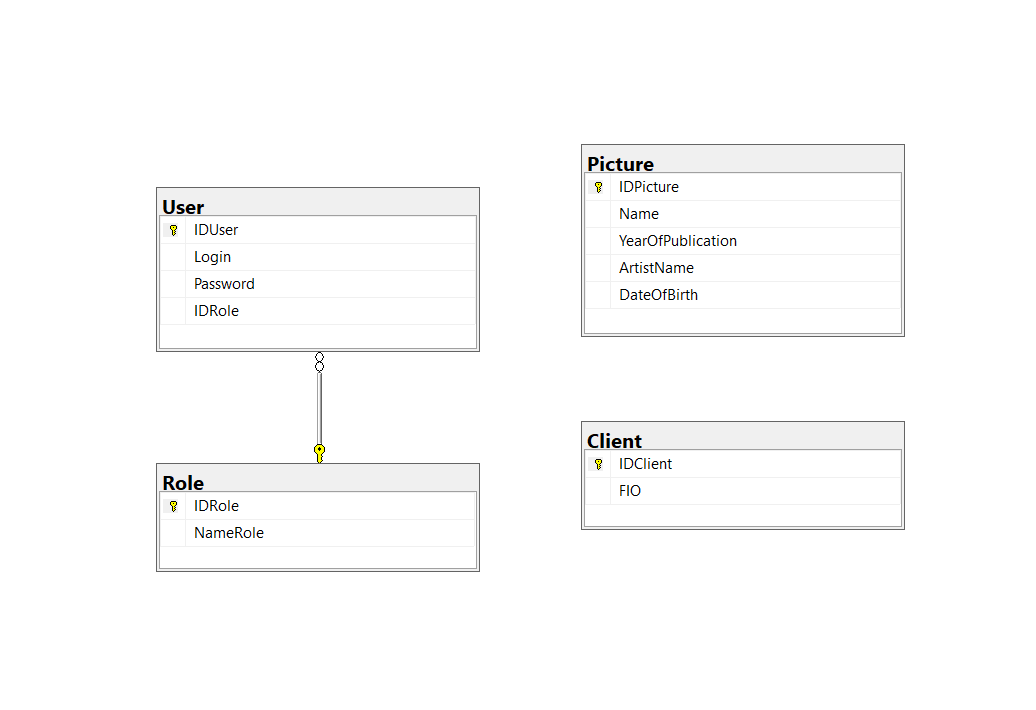 User
IDUser
Login
Password
IDRole
Role
IDRole
NameRole
Picture
IDPicture
Name
YearOfPublication
ArtistName
DateOfBirth
Client
IDClient
FIO